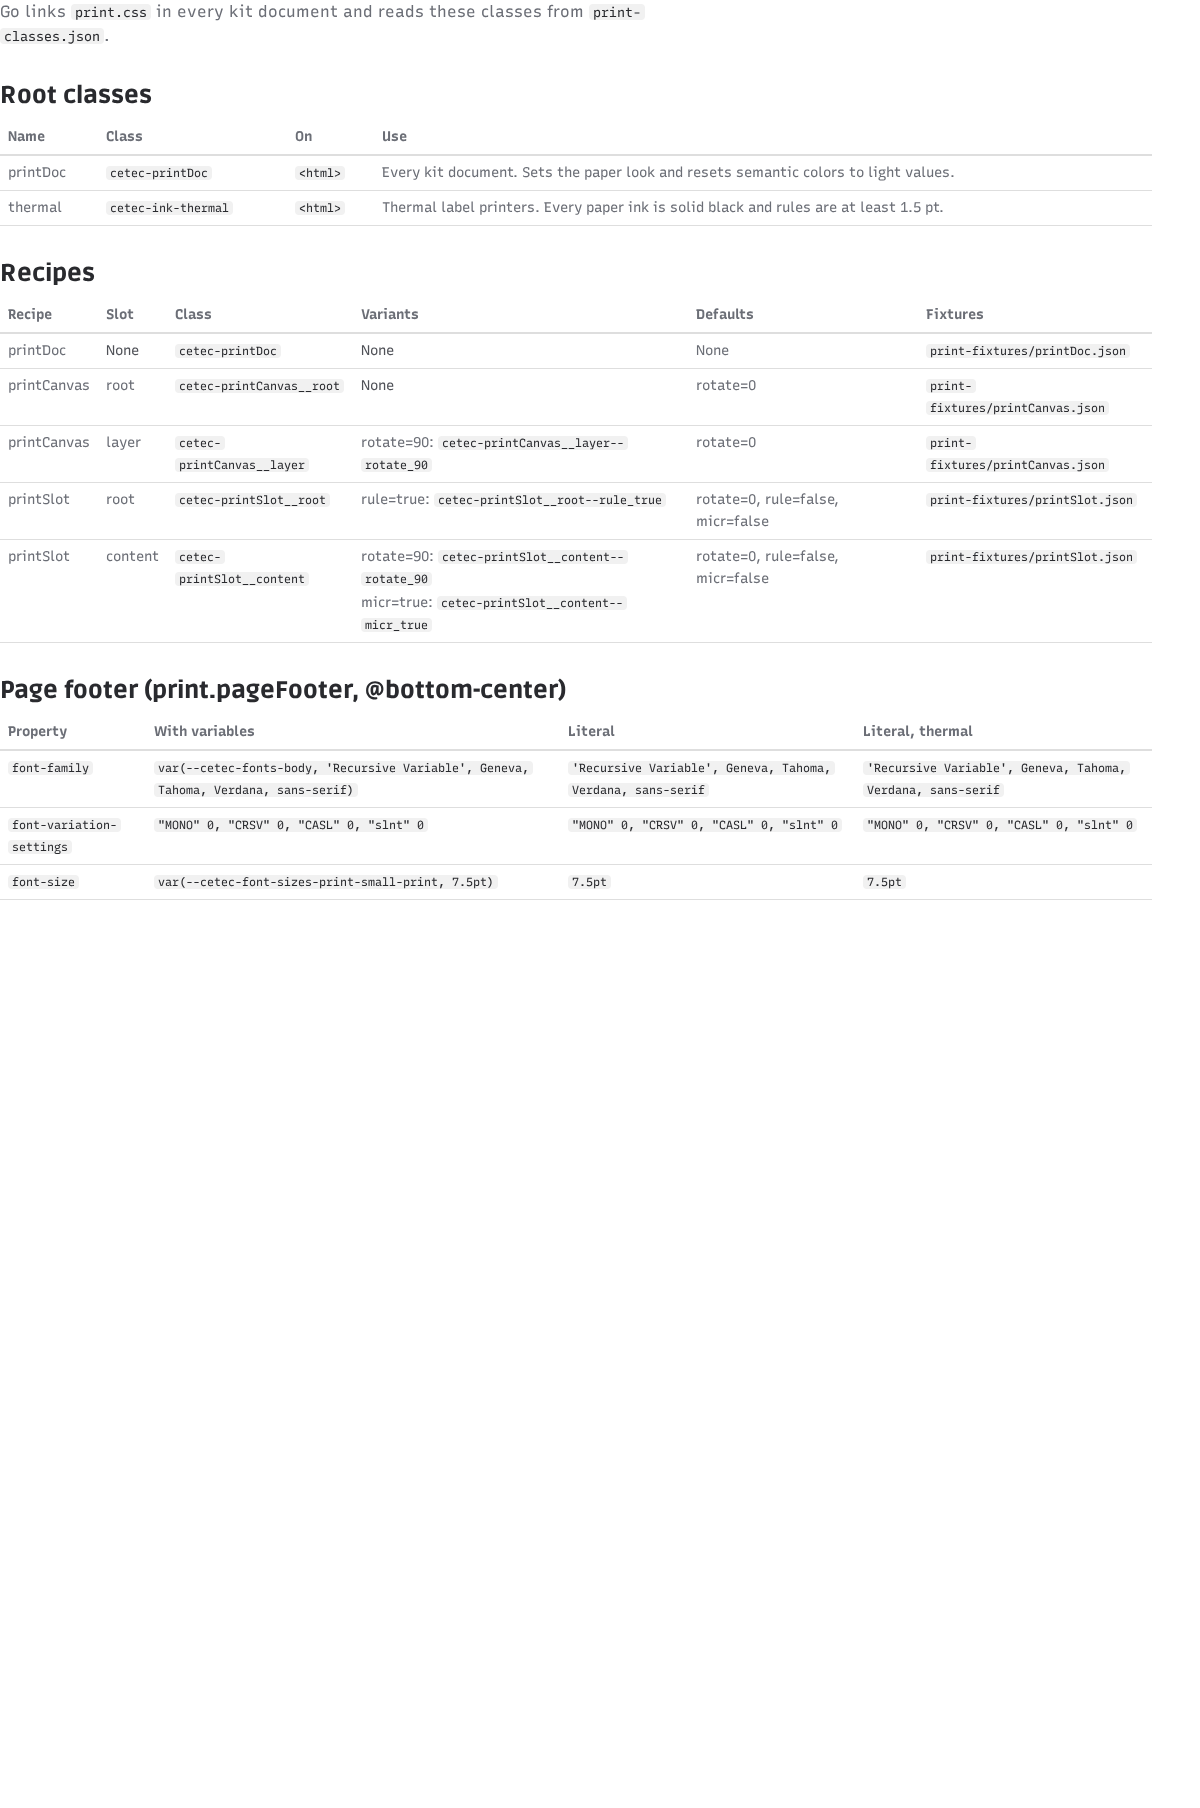 Go links print.css in every kit document and reads these classes from print-
classes.json.
Root classes
Name Class On Use
printDoc cetec-printDoc <html> Every kit document. Sets the paper look and resets semantic colors to light values.
thermal cetec-ink-thermal <html> Thermal label printers. Every paper ink is solid black and rules are at least 1.5 pt.
Recipes
Recipe Slot Class Variants Defaults Fixtures
printDoc None cetec-printDoc None None print-fixtures/printDoc.json
printCanvas root cetec-printCanvas__root None rotate=0 print-
fixtures/printCanvas.json
printCanvas layer cetec- rotate=90: cetec-printCanvas__layer-- rotate=0 print-
printCanvas__layer rotate_90 fixtures/printCanvas.json
printSlot root cetec-printSlot__root rule=true: cetec-printSlot__root--rule_true rotate=0, rule=false, print-fixtures/printSlot.json
micr=false
printSlot content cetec- rotate=90: cetec-printSlot__content-- rotate=0, rule=false, print-fixtures/printSlot.json
printSlot__content rotate_90 micr=false
micr=true: cetec-printSlot__content--
micr_true
Page footer (print.pageFooter, @bottom-center)
Property With variables Literal Literal, thermal
font-family var(--cetec-fonts-body, 'Recursive Variable', Geneva, 'Recursive Variable', Geneva, Tahoma, 'Recursive Variable', Geneva, Tahoma,
Tahoma, Verdana, sans-serif) Verdana, sans-serif Verdana, sans-serif
font-variation- "MONO" 0, "CRSV" 0, "CASL" 0, "slnt" 0 "MONO" 0, "CRSV" 0, "CASL" 0, "slnt" 0 "MONO" 0, "CRSV" 0, "CASL" 0, "slnt" 0
settings
font-size var(--cetec-font-sizes-print-small-print, 7.5pt) 7.5pt 7.5pt